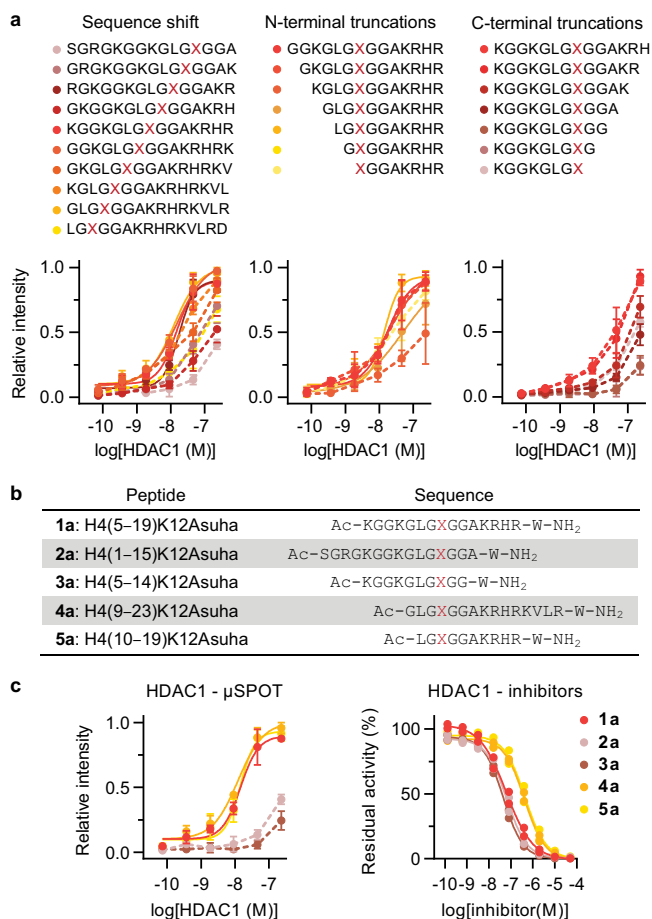 a
Sequence shift
SGRGKGGKGLGXGGA
GRGKGGKGLGXGGAK
RGKGGKGLGXGGAKR
GKGGKGLGXGGAKRH
KGGKGLGXGGAKRHR
GGKGLGXGGAKRHRK
GKGLGXGGAKRHRKV
KGLGXGGAKRHRKVL
GLGXGGAKRHRKVLR
LGXGGAKRHRKVLRD
N-terminal truncations
GGKGLGXGGAKRHR
GKGLGXGGAKRHR
KGLGXGGAKRHR
GLGXGGAKRHR
LGXGGAKRHR
GXGGAKRHR
XGGAKRHR
C-terminal truncations
KGGKGLGXGGAKRH
KGGKGLGXGGAKR
KGGKGLGXGGAK
KGGKGLGXGGA
KGGKGLGXGG
KGGKGLGXG
KGGKGLGX
Relative intensity
1.0
0.5
0.0
-10 -9 -8 -7
log[HDAC1 (M)]
1.0
0.5
0.0
-10 -9 -8 -7
log[HDAC1 (M)]
1.0
0.5
0.0
-10 -9 -8 -7
log[HDAC1 (M)]
b
Peptide Sequence
1a: H4(5–19)K12Asuha Ac-KGGKGLGXGGAKRHR-W-NH2
2a: H4(1–15)K12Asuha Ac-SGRGKGGKGLGXGGA-W-NH2
3a: H4(5–14)K12Asuha Ac-KGGKGLGXGG-W-NH2
4a: H4(9–23)K12Asuha Ac-GLGXGGAKRHRKVLR-W-NH2
5a: H4(10–19)K12Asuha Ac-LGXGGAKRHR-W-NH2
c
HDAC1 - µSPOT
Relative intensity
1.0
0.5
0.0
-10 -9 -8 -7
log[HDAC1 (M)]
HDAC1 - inhibitors
Residual activity (%)
100
50
0
-10 -9 -8 -7 -6 -5 -4
log[inhibitor(M)]
1a
2a
3a
4a
5a